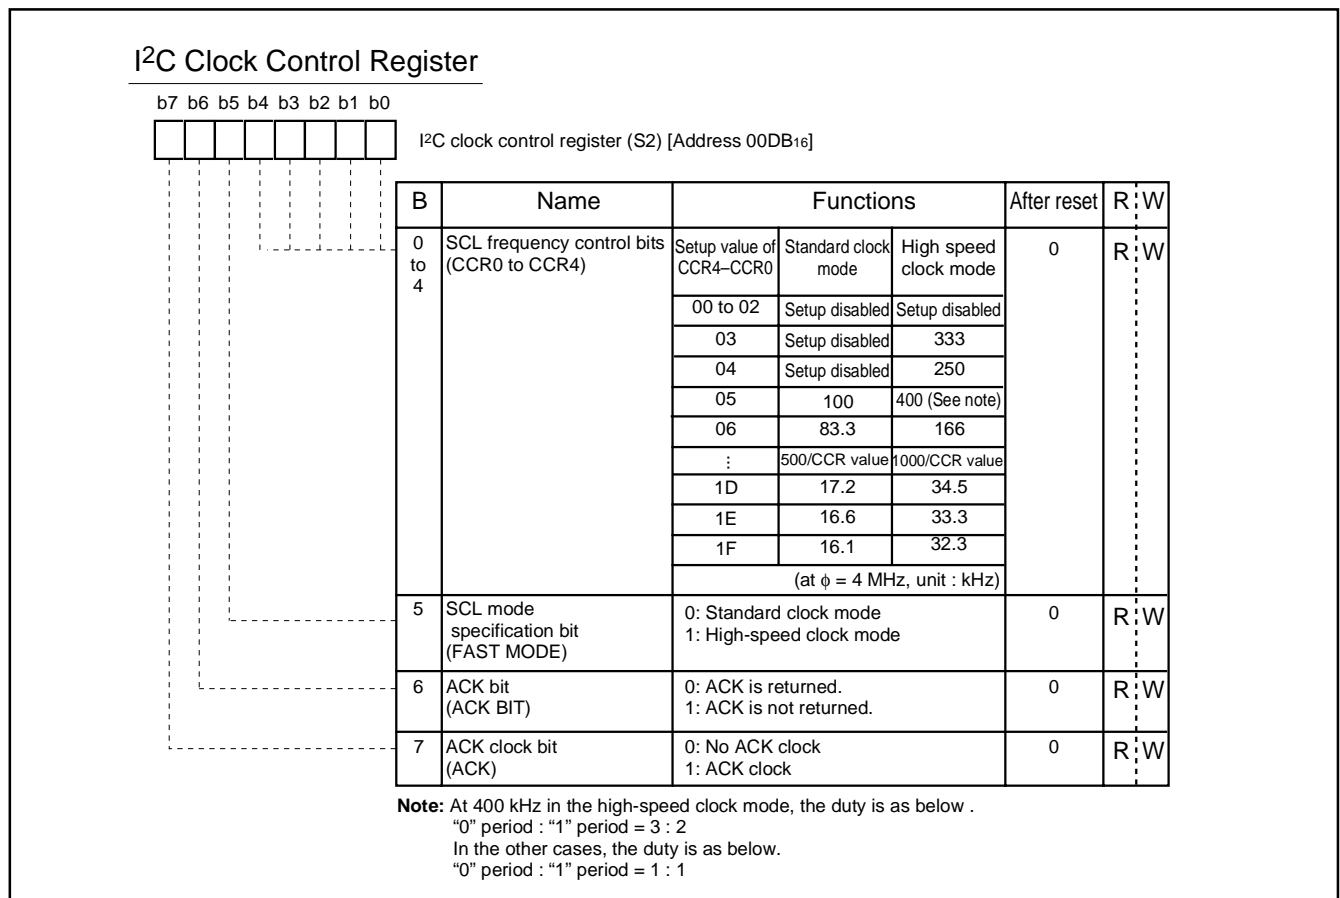 I2C Clock Control Register
b7 b6 b5 b4 b3 b2 b1 b0
I2C clock control register (S2) [Address 00DB16]
B Name Functions After reset R W
0 to 4 SCL frequency control bits (CCR0 to CCR4) 0 R W
Setup value of CCR4–CCR0 Standard clock mode High speed clock mode
00 to 02 Setup disabled Setup disabled
03 Setup disabled 333
04 Setup disabled 250
05 100 400 (See note)
06 83.3 166
⋮ 500/CCR value 1000/CCR value
1D 17.2 34.5
1E 16.6 33.3
1F 16.1 32.3
(at ϕ = 4 MHz, unit : kHz)
5 SCL mode 0: Standard clock mode 0 R W
specification bit 1: High-speed clock mode
(FAST MODE)
6 ACK bit 0: ACK is returned. 0 R W
(ACK BIT) 1: ACK is not returned.
7 ACK clock bit 0: No ACK clock 0 R W
(ACK) 1: ACK clock
Note: At 400 kHz in the high-speed clock mode, the duty is as below .
“0” period : “1” period = 3 : 2
In the other cases, the duty is as below.
“0” period : “1” period = 1 : 1